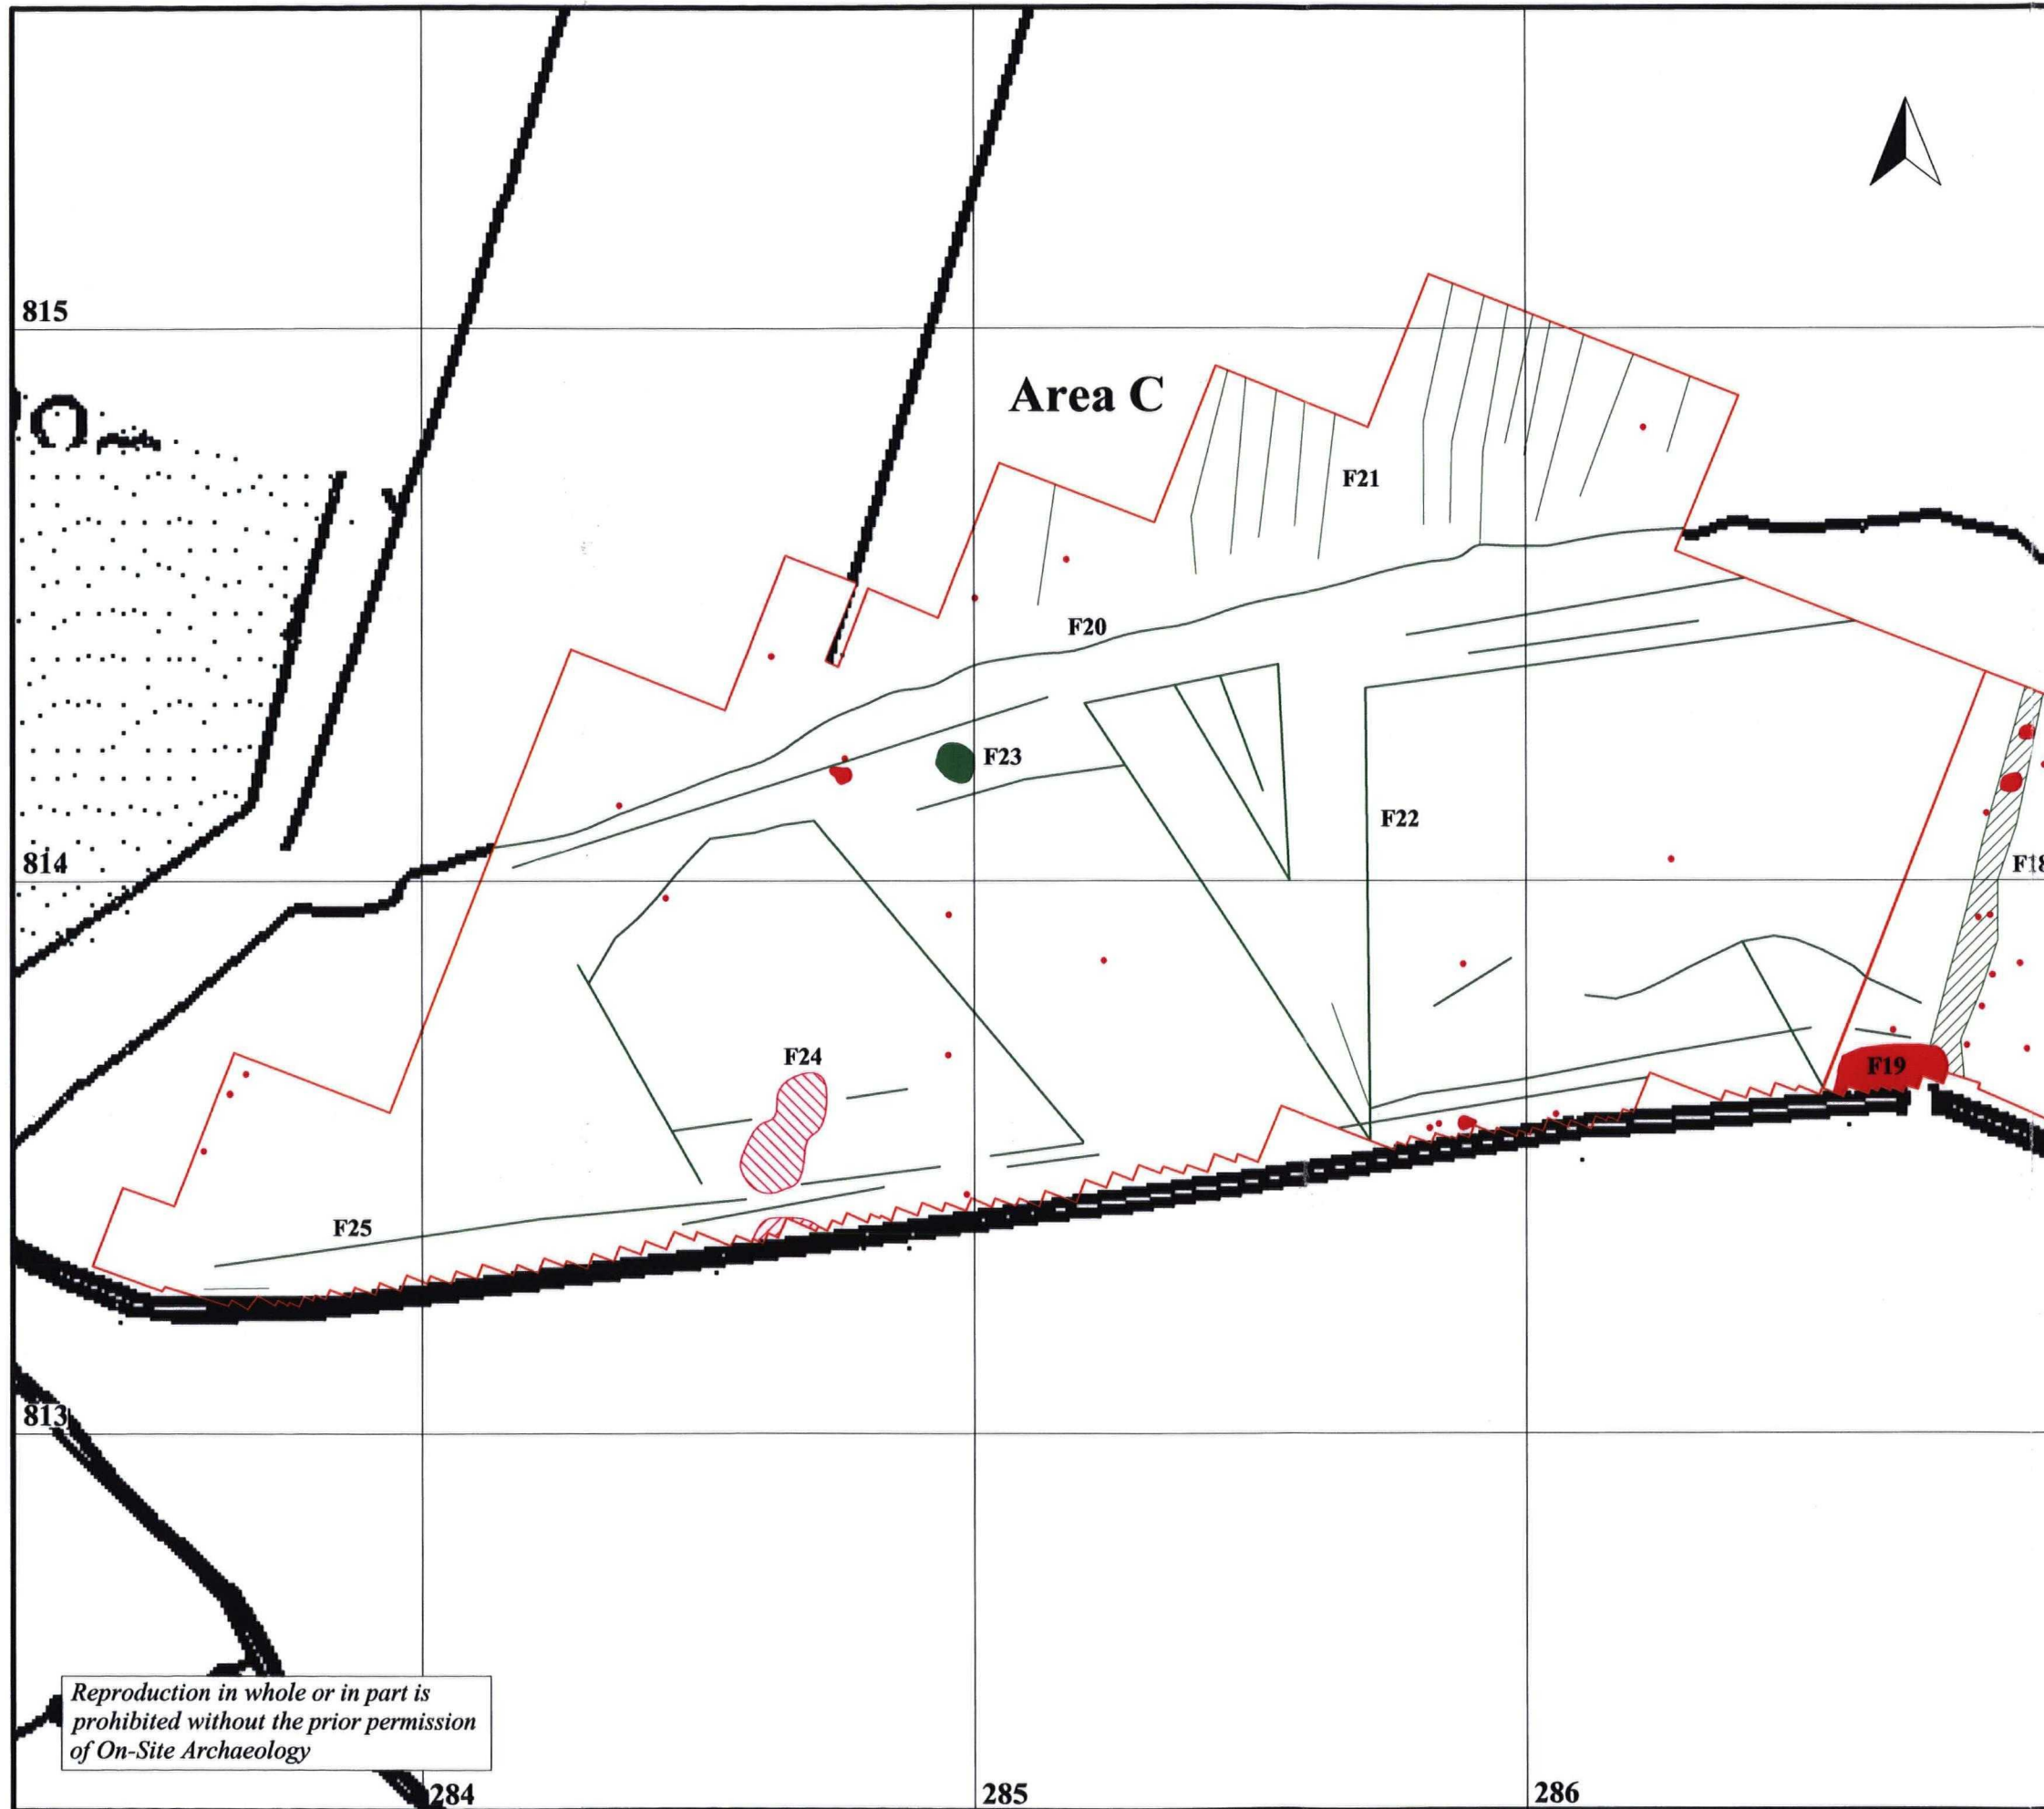 815
Area C
F21
F20
F23
F22
814
F18
F24
F19
F25
813
Reproduction in whole or in part is
prohibited without the prior permission
of On-Site Archaeology
284
285
286